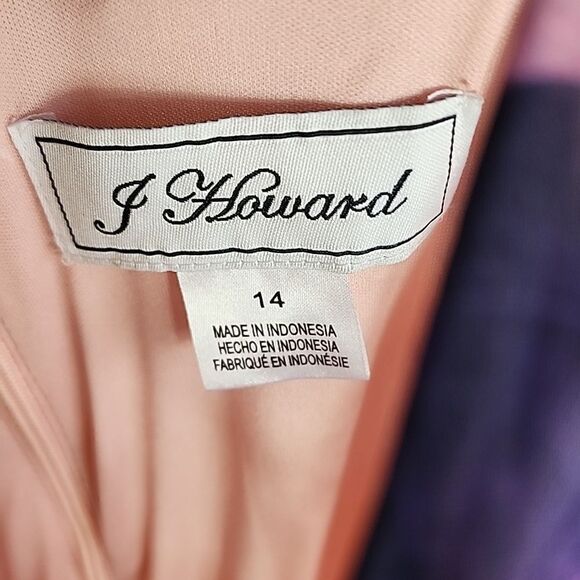 J Howard
14
MADE IN INDONESIA
HECHO EN INDONESIA
FABRIQUÉ EN INDONÉSIE